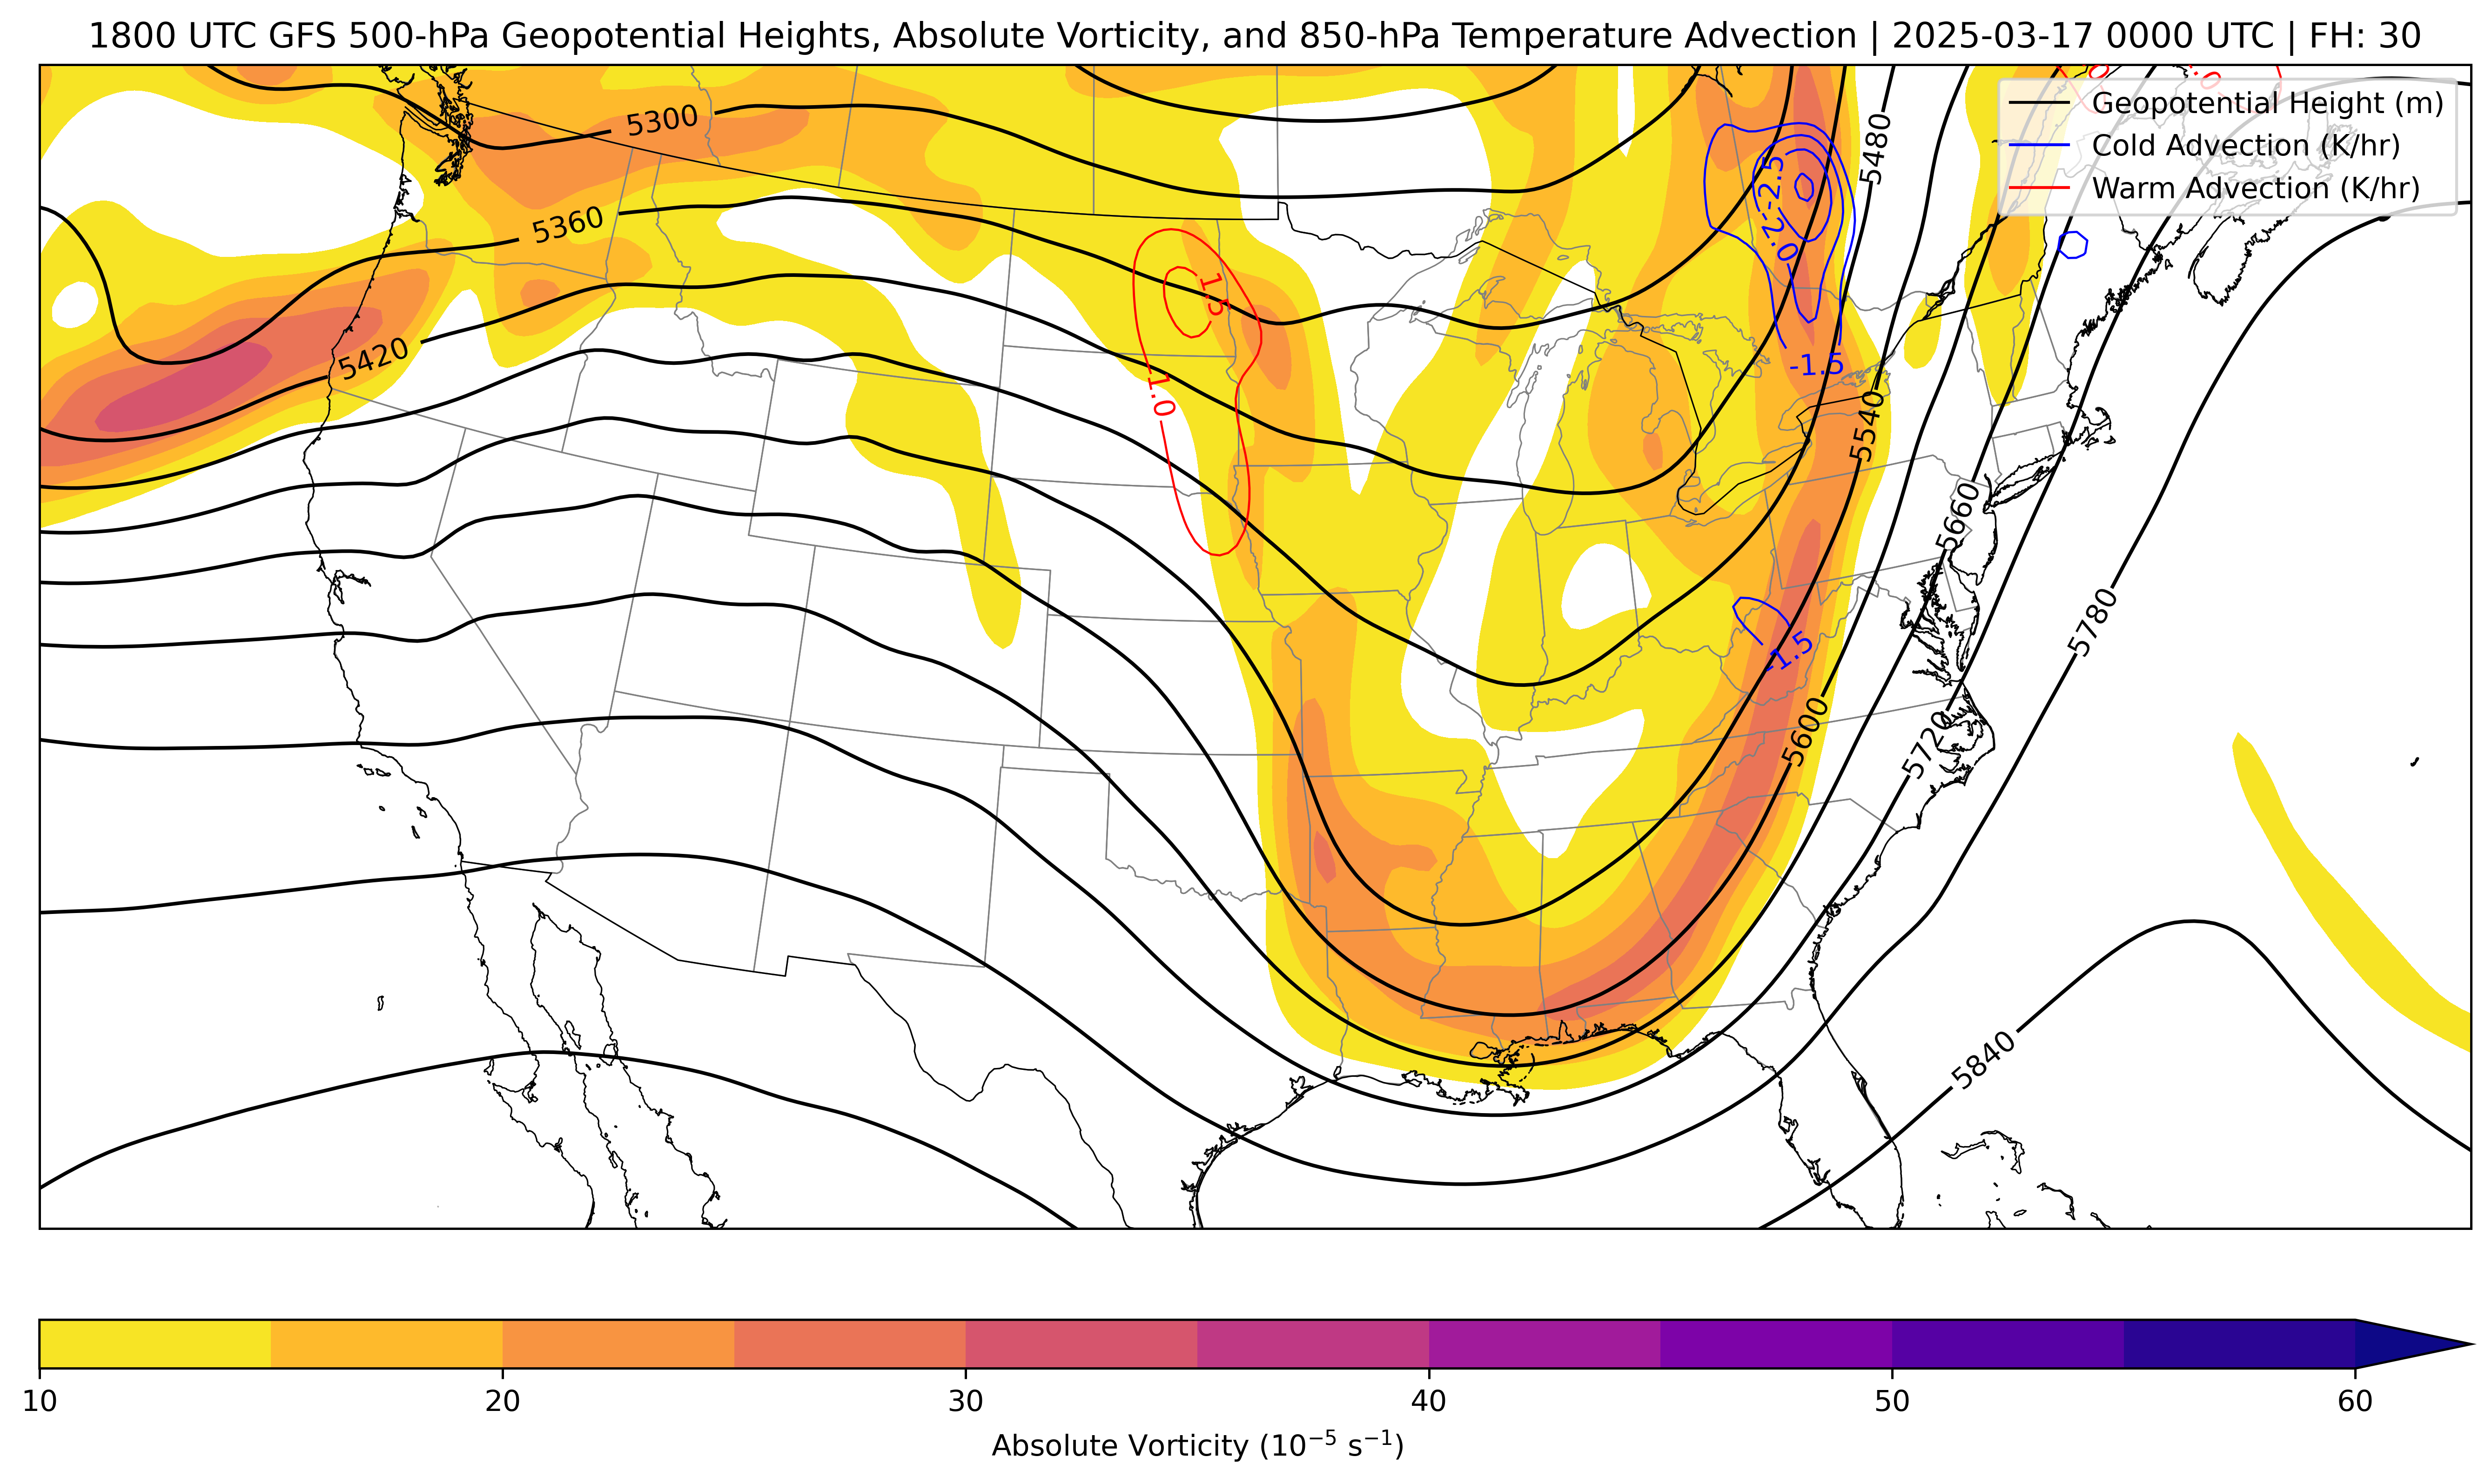 1800 UTC GFS 500-hPa Geopotential Heights, Absolute Vorticity, and 850-hPa Temperature Advection | 2025-03-17 0000 UTC | FH: 30
Geopotential Height (m)
Cold Advection (K/hr)
Warm Advection (K/hr)
5300
5480
-2.5
5360
-2.0
1.5
5420
-1.5
1.0
5540
5660
5780
-1.5
5600
5720
5840
10 20 30 40 50 60
Absolute Vorticity (10⁻⁵ s⁻¹)